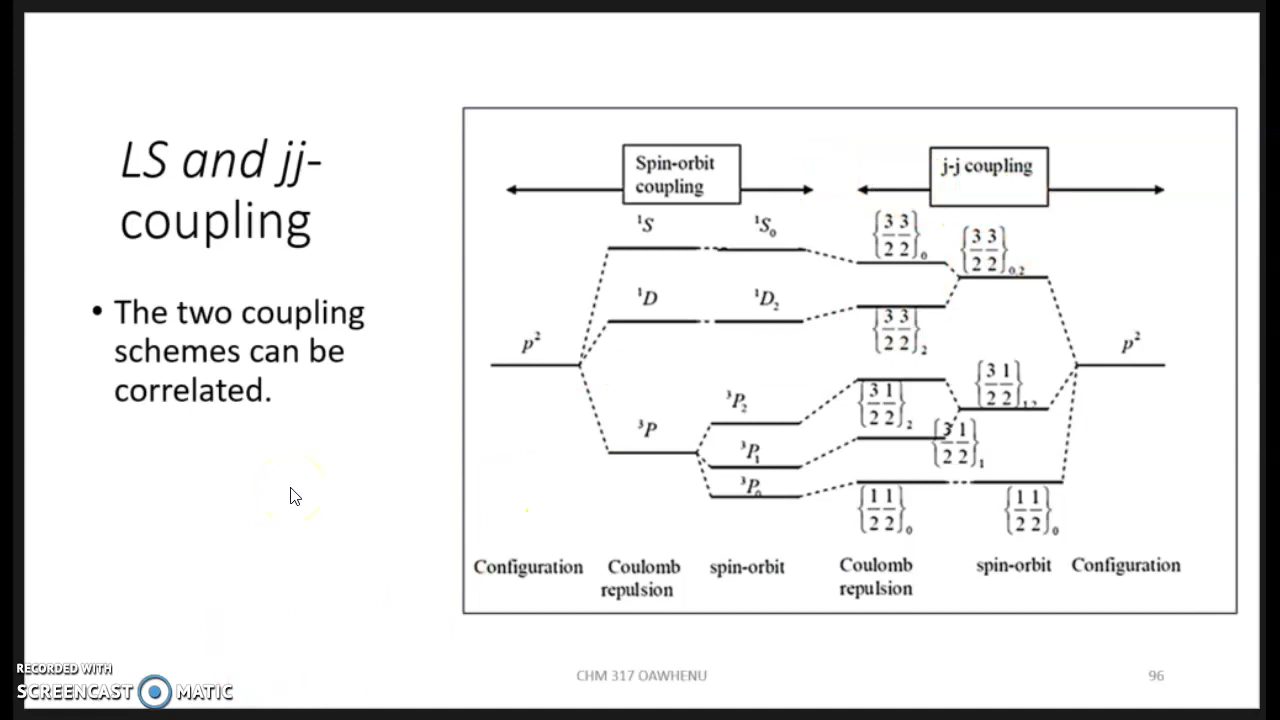 LS and jj-
coupling
• The two coupling
schemes can be
correlated.
Spin-orbit
coupling
j-j coupling
¹S
¹S₀
{3/2 3/2}₀
{3/2 3/2}₀,₂
¹D
¹D₂
{3/2 3/2}₂
p²
p²
³P₂
{3/2 1/2}₂
{3/2 1/2}₁,₂
³P
³P₁
{3/2 1/2}₁
³P₀
{1/2 1/2}₀
{1/2 1/2}₀
Configuration
Coulomb
repulsion
spin-orbit
Coulomb
repulsion
spin-orbit
Configuration
RECORDED WITH
SCREENCAST MATIC
CHM 317 OAWHENU
96